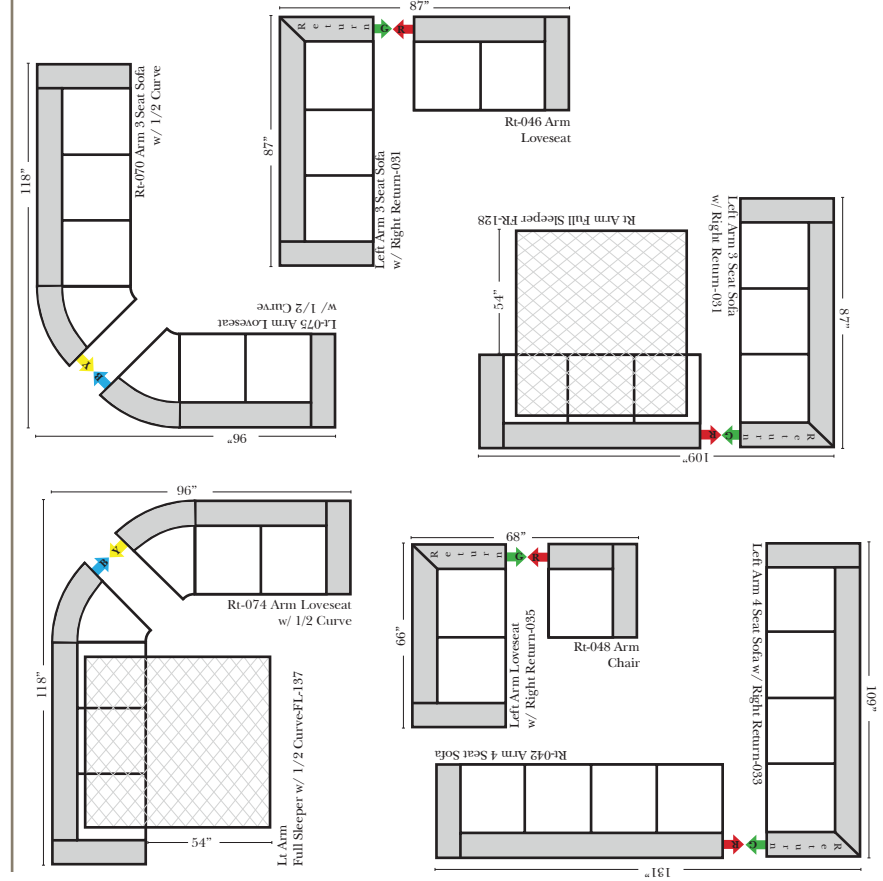 87”
Return
G R
87”
Left Arm 3 Seat Sofa
w/ Right Return-031
Rt-046 Arm
Loveseat
118”
Rt-070 Arm 3 Seat Sofa
w/ 1/2 Curve
Y
B
Lt-075 Arm Loveseat
w/ 1/2 Curve
96”
Rt Arm Full Sleeper FR-128
54”
R G
Return
109”
Left Arm 3 Seat Sofa
w/ Right Return-031
87”
96”
118”
B
Y
Rt-074 Arm Loveseat
w/ 1/2 Curve
Lt Arm
Full Sleeper w/ 1/2 Curve-FL-137
54”
68”
Return
G R
66”
Left Arm Loveseat
w/ Right Return-035
Rt-048 Arm
Chair
Rt-042 Arm 4 Seat Sofa
R G
Return
131”
Left Arm 4 Seat Sofa w/ Right Return-033
109”